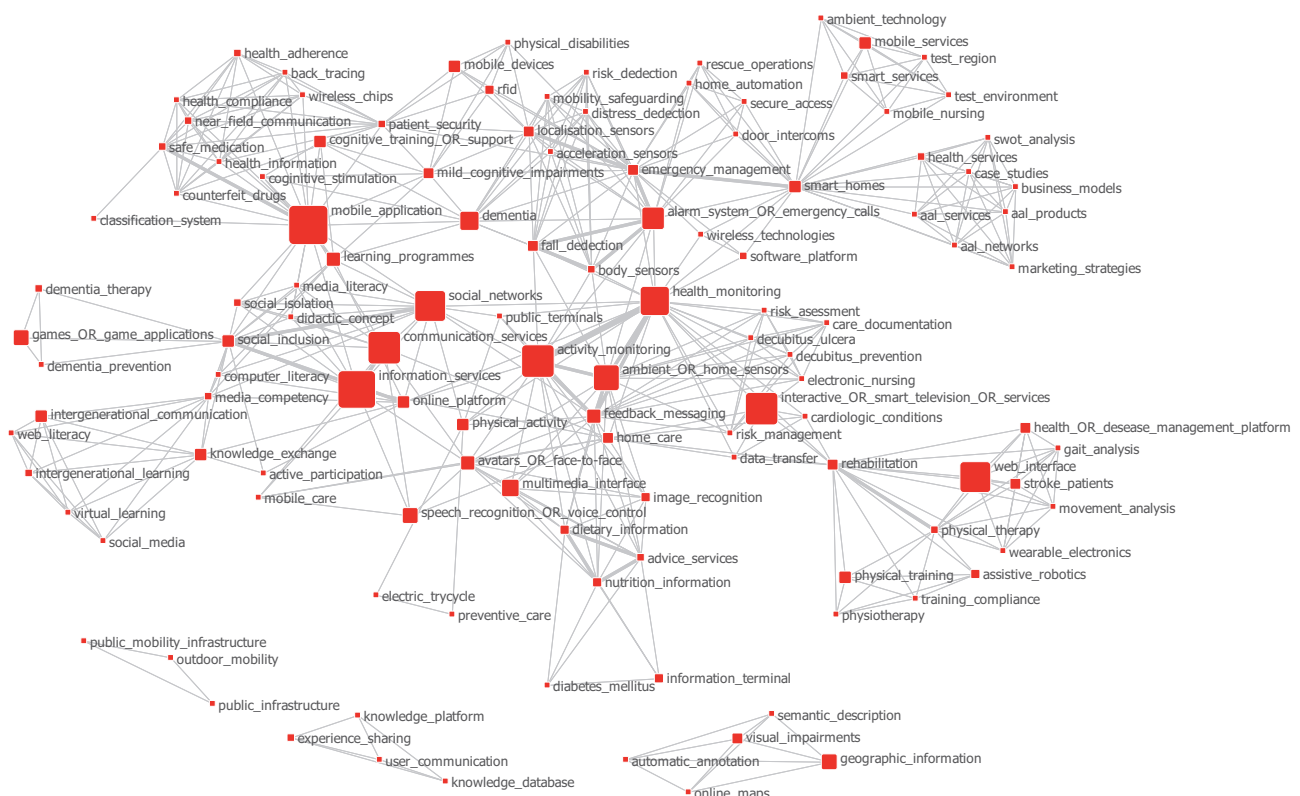 ambient_technology
mobile_services
physical_disabilities
health_adherence
test_region
mobile_devices
rescue_operations
back_tracing
risk_dedection
smart_services
home_automation
rfid
wireless_chips
test_environment
mobility_safeguarding
health_compliance
secure_access
distress_dedection
mobile_nursing
near_field_communication
patient_security
localisation_sensors
door_intercoms
cognitive_training_OR_support
swot_analysis
safe_medication
acceleration_sensors
health_services
health_information
emergency_management
case_studies
mild_cognitive_impairments
coginitive_stimulation
smart_homes
business_models
counterfeit_drugs
mobile_application
alarm_system_OR_emergency_calls
aal_products
aal_services
classification_system
dementia
wireless_technologies
fall_dedection
aal_networks
learning_programmes
software_platform
marketing_strategies
body_sensors
media_literacy
dementia_therapy
health_monitoring
social_networks
social_isolation
risk_asessment
didactic_concept
public_terminals
care_documentation
games_OR_game_applications
communication_services
social_inclusion
decubitus_ulcera
activity_monitoring
decubitus_prevention
dementia_prevention
ambient_OR_home_sensors
computer_literacy
information_services
electronic_nursing
media_competency
online_platform
interactive_OR_smart_television_OR_services
intergenerational_communication
feedback_messaging
cardiologic_conditions
physical_activity
health_OR_desease_management_platform
web_literacy
home_care
risk_management
gait_analysis
knowledge_exchange
data_transfer
avatars_OR_face-to-face
rehabilitation
web_interface
intergenerational_learning
active_participation
multimedia_interface
stroke_patients
mobile_care
image_recognition
movement_analysis
virtual_learning
speech_recognition_OR_voice_control
dietary_information
physical_therapy
social_media
wearable_electronics
advice_services
nutrition_information
physical_training
assistive_robotics
electric_trycycle
training_compliance
preventive_care
physiotherapy
public_mobility_infrastructure
outdoor_mobility
information_terminal
diabetes_mellitus
public_infrastructure
knowledge_platform
semantic_description
experience_sharing
visual_impairments
user_communication
automatic_annotation
geographic_information
knowledge_database
online_maps